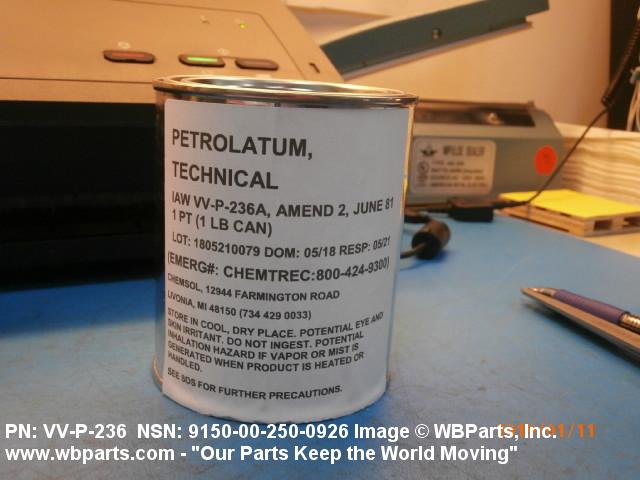 PETROLATUM,
TECHNICAL
IAW VV-P-236A, AMEND 2, JUNE 81
1 PT (1 LB CAN)
LOT: 1805210079 DOM: 05/18 RESP: 05/21
(EMERG#: CHEMTREC:800-424-9300)
CHEMSOL, 12944 FARMINGTON ROAD
LIVONIA, MI 48150 (734 429 0033)
STORE IN COOL, DRY PLACE. POTENTIAL EYE AND
SKIN IRRITANT. DO NOT INGEST. POTENTIAL
INHALATION HAZARD IF VAPOR OR MIST IS
GENERATED WHEN PRODUCT IS HEATED OR
HANDLED.
SEE SDS FOR FURTHER PRECAUTIONS.
IMPULSE SEALER
PN: VV-P-236 NSN: 9150-00-250-0926 Image © WBParts, Inc.
www.wbparts.com - "Our Parts Keep the World Moving"